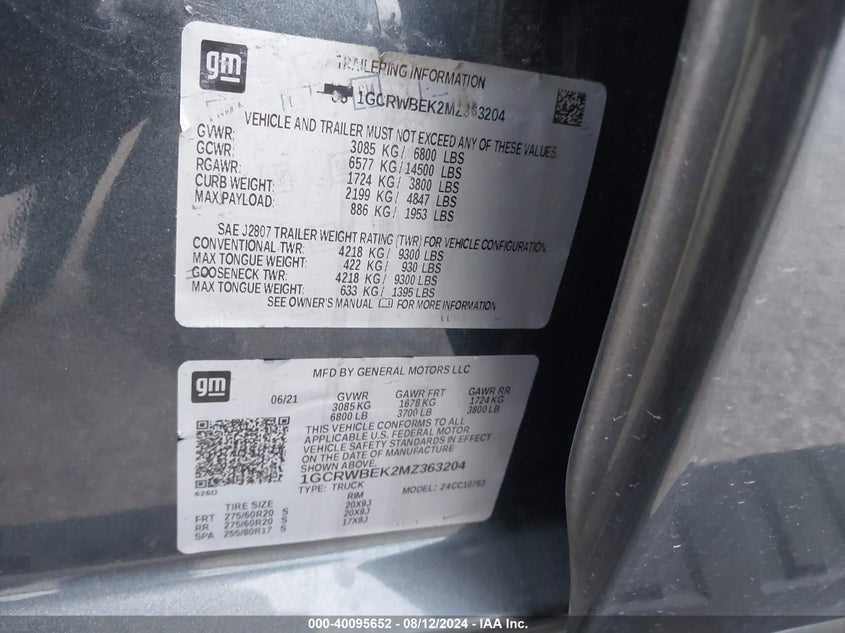 gm
TRAILERING INFORMATION
1GCRWBEK2MZ363204
VEHICLE AND TRAILER MUST NOT EXCEED ANY OF THESE VALUES
GVWR: 3085 KG/ 6800 LBS
GCWR: 6577 KG/14500 LBS
RGAWR: 1724 KG/ 3800 LBS
CURB WEIGHT: 2199 KG/ 4847 LBS
MAX PAYLOAD: 886 KG/ 1953 LBS
SAE J2807 TRAILER WEIGHT RATING (TWR) FOR VEHICLE CONFIGURATION.
CONVENTIONAL TWR: 4218 KG/ 9300 LBS
MAX TONGUE WEIGHT: 422 KG/ 930 LBS
GOOSENECK TWR: 4218 KG/ 9300 LBS
MAX TONGUE WEIGHT: 633 KG/ 1395 LBS
SEE OWNER'S MANUAL FOR MORE INFORMATION
gm
MFD BY GENERAL MOTORS LLC
06/21 GVWR GAWR FRT GAWR RR
3085 KG 1678 KG 1724 KG
6800 LB 3700 LB 3800 LB
THIS VEHICLE CONFORMS TO ALL
APPLICABLE U.S. FEDERAL MOTOR
VEHICLE SAFETY STANDARDS IN EFFECT
ON THE DATE OF MANUFACTURE
SHOWN ABOVE.
1GCRWBEK2MZ363204
TYPE: TRUCK MODEL:
626D
TIRE SIZE RIM
FRT 275/60R20 S 20X9J
RR 275/60R20 S 20X9J
SPA 255/80R17 S 17X8J
000-40095652 - 08/12/2024 - IAA Inc.